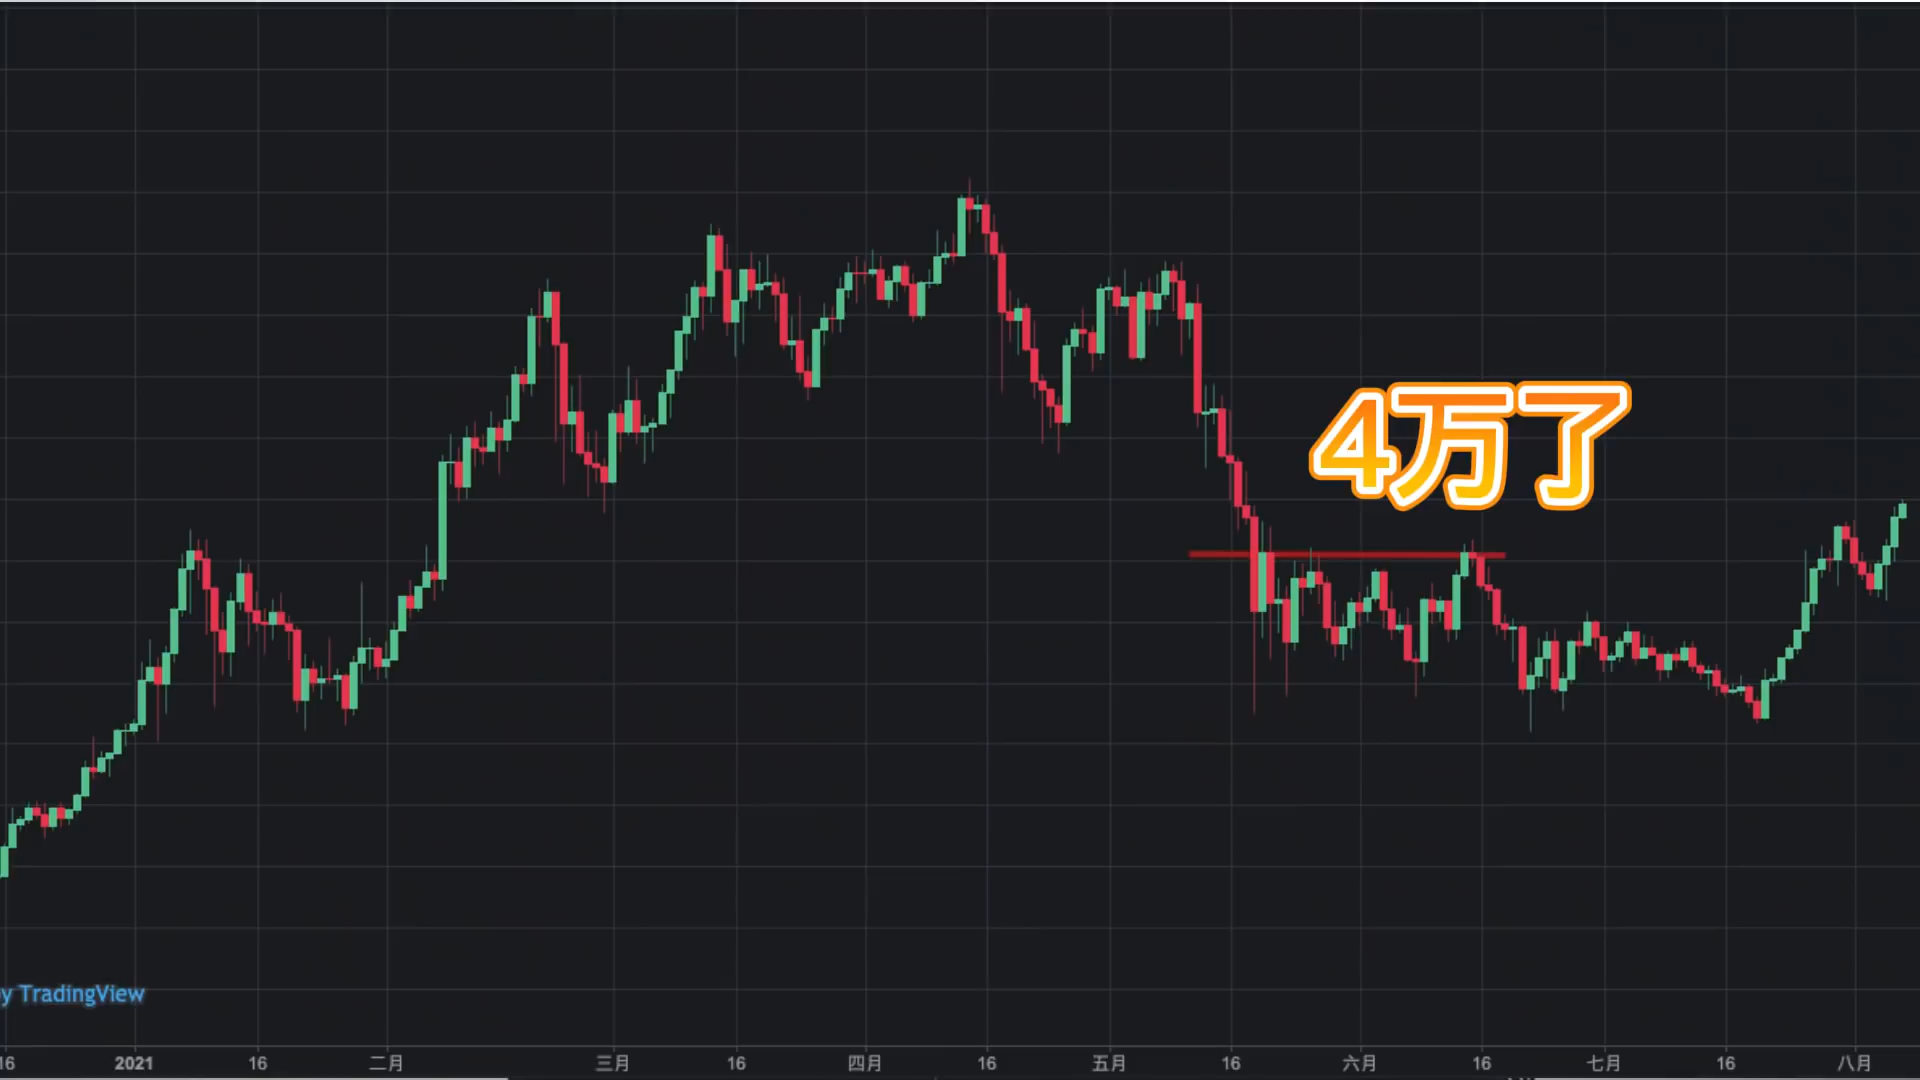 4万了
y TradingView
16 2021 16 二月 三月 16 四月 16 五月 16 六月 16 七月 16 八月